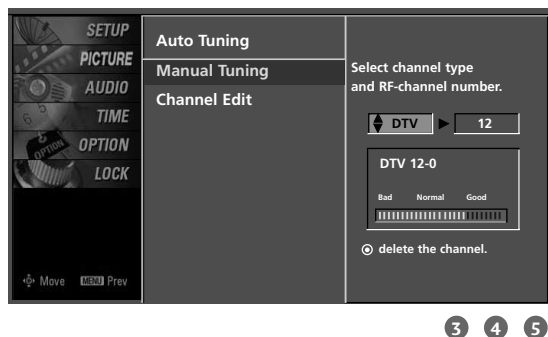 SETUP
PICTURE
AUDIO
TIME
OPTION
LOCK
Move MENU Prev
Auto Tuning
Manual Tuning
Channel Edit
Select channel type
and RF-channel number.
DTV 12
DTV 12-0
Bad Normal Good
delete the channel.
3 4 5